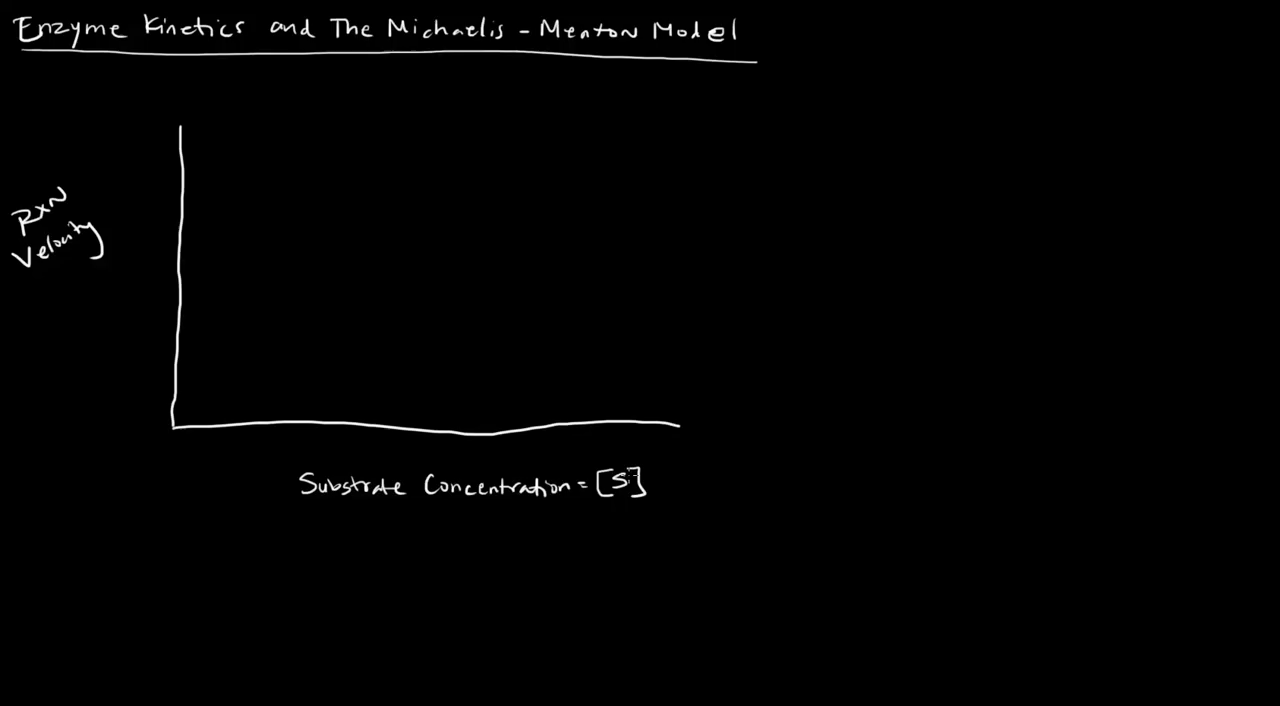 Enzyme Kinetics and The Michaelis - Menton Model
RxN
Velocity
Substrate Concentration = [S]